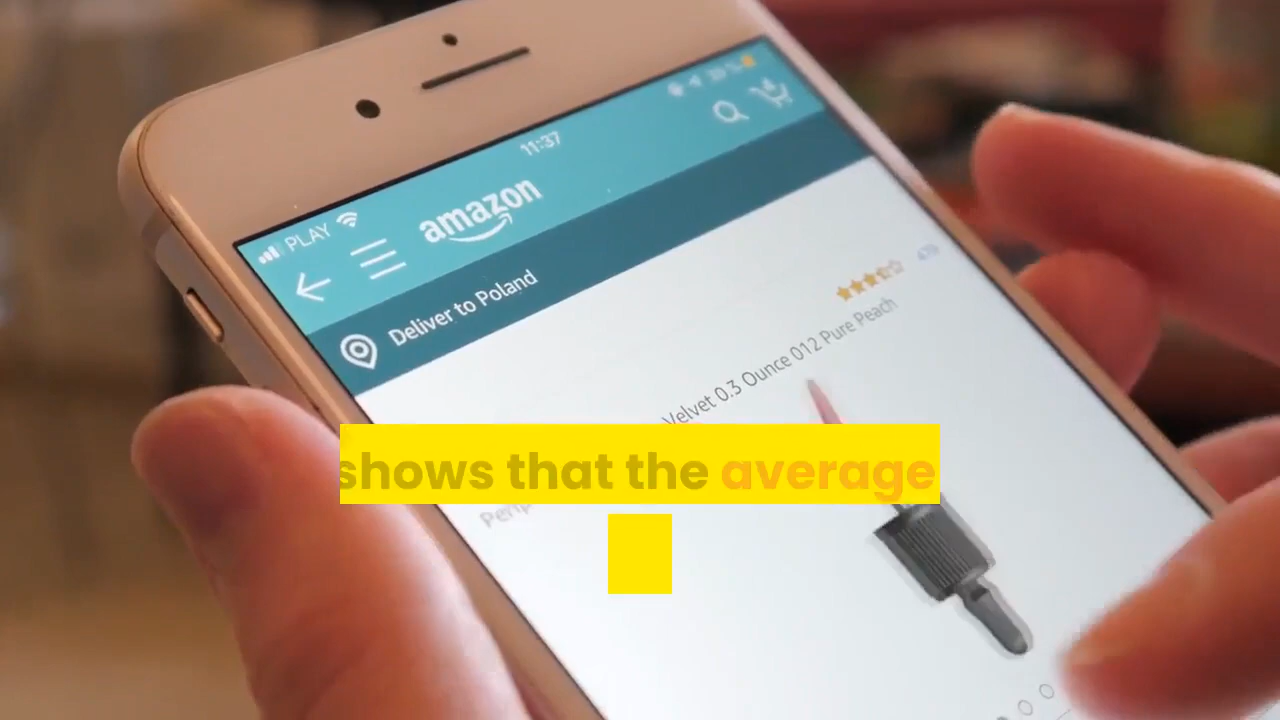 11:37
PLAY
amazon
Deliver to Poland
Velvet 0.3 Ounce 012 Pure Peach
shows that the average